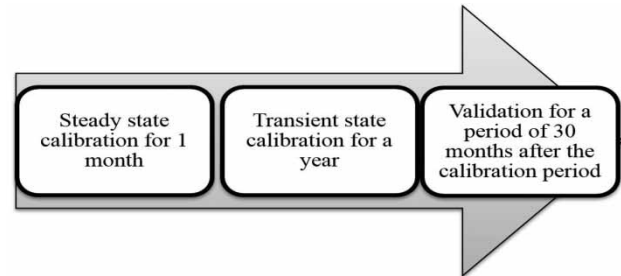 Steady state
calibration for 1
month
Transient state
calibration for a
year
Validation for a
period of 30
months after the
calibration period